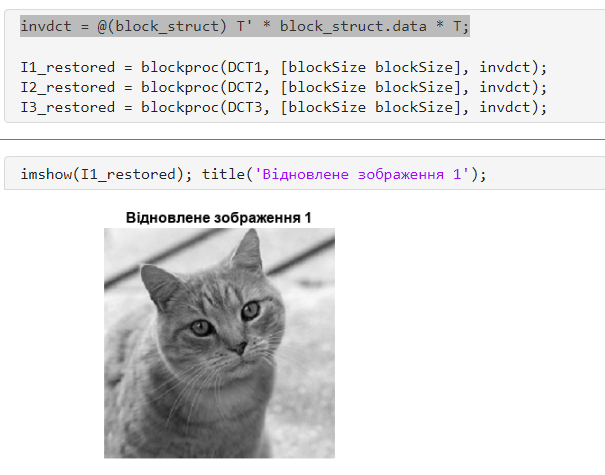 invdct = @(block_struct) T' * block_struct.data * T;
I1_restored = blockproc(DCT1, [blockSize blockSize], invdct);
I2_restored = blockproc(DCT2, [blockSize blockSize], invdct);
I3_restored = blockproc(DCT3, [blockSize blockSize], invdct);
imshow(I1_restored); title('Відновлене зображення 1');
Відновлене зображення 1